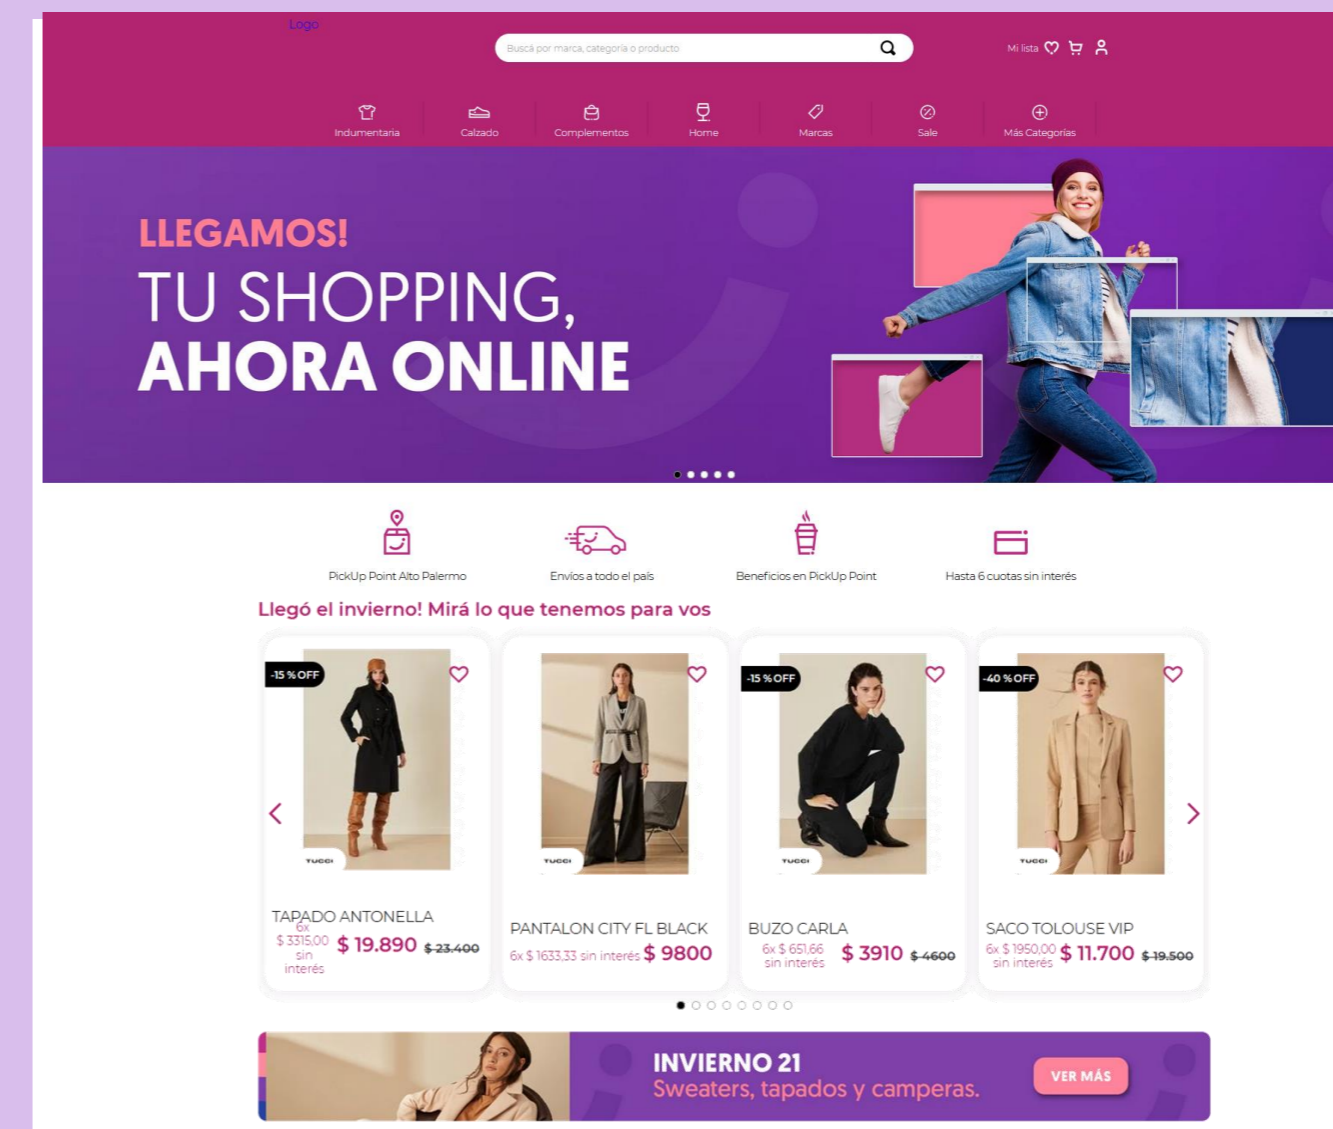 Logo
Buscá por marca, categoría o producto
Mi lista
Indumentaria
Calzado
Complementos
Home
Marcas
Sale
Más Categorías
LLEGAMOS!
TU SHOPPING,
AHORA ONLINE
PickUp Point Alto Palermo
Envíos a todo el país
Beneficios en PickUp Point
Hasta 6 cuotas sin interés
Llegó el invierno! Mirá lo que tenemos para vos
-15 % OFF
TUCCI
TAPADO ANTONELLA
6x
$ 3315,00
sin
interés
$ 19.890 $ 23.400
TUCCI
PANTALON CITY FL BLACK
6x $ 1633,33 sin interés $ 9800
-15 % OFF
TUCCI
BUZO CARLA
6x $ 651,66
sin interés
$ 3910 $ 4600
-40 % OFF
TUCCI
SACO TOLOUSE VIP
6x $ 1950,00
sin interés
$ 11.700 $ 19.500
INVIERNO 21
Sweaters, tapados y camperas.
VER MÁS